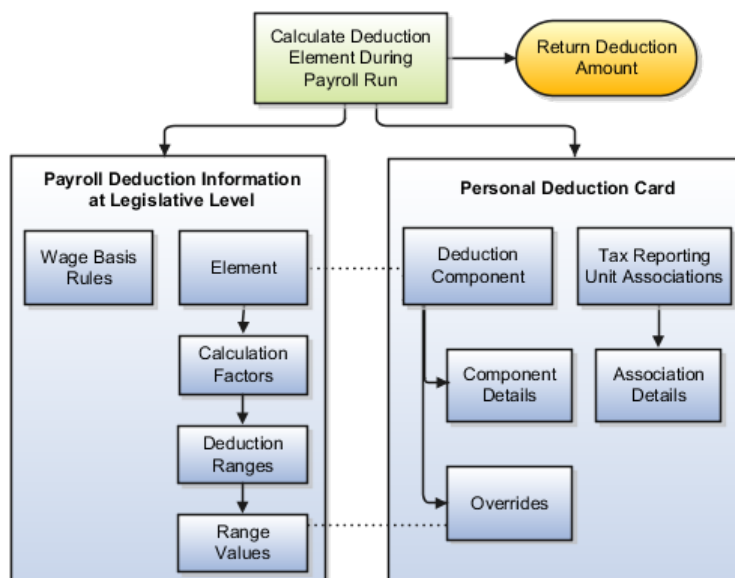 Calculate Deduction
Element During
Payroll Run
Return Deduction
Amount
Payroll Deduction Information
at Legislative Level
Wage Basis
Rules
Element
Calculation
Factors
Deduction
Ranges
Range
Values
Personal Deduction Card
Deduction
Component
Tax Reporting
Unit Associations
Component
Details
Association
Details
Overrides